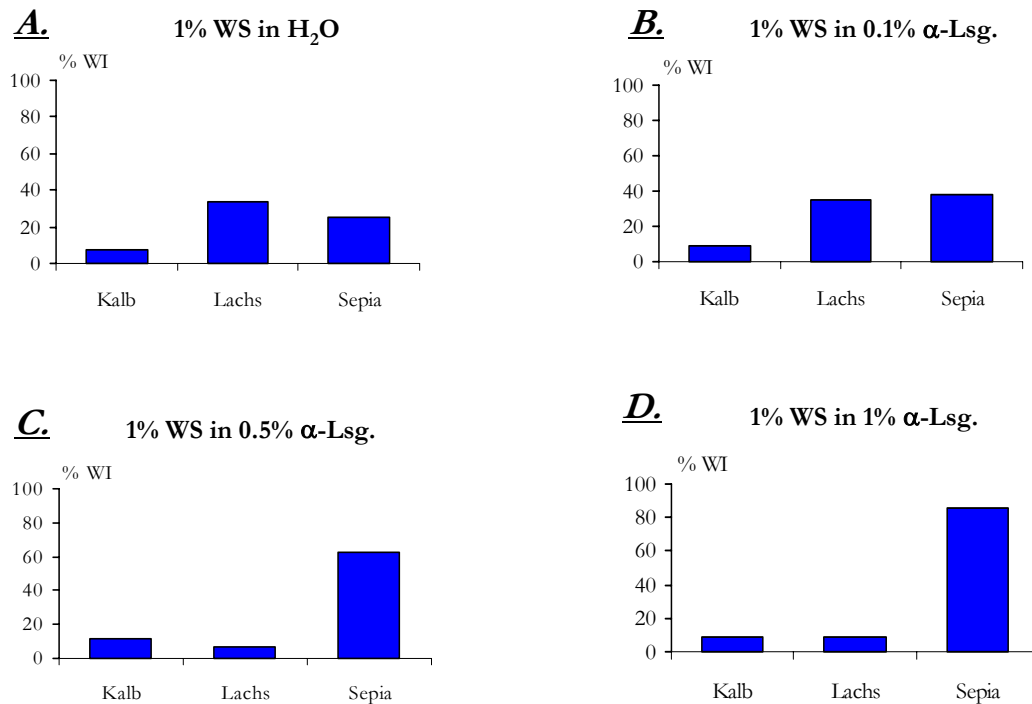 A.
1% WS in H₂O
% WI
100
80
60
40
20
0
Kalb Lachs Sepia
B.
1% WS in 0.1% α-Lsg.
% WI
100
80
60
40
20
0
Kalb Lachs Sepia
C.
1% WS in 0.5% α-Lsg.
% WI
100
80
60
40
20
0
Kalb Lachs Sepia
D.
1% WS in 1% α-Lsg.
% WI
100
80
60
40
20
0
Kalb Lachs Sepia